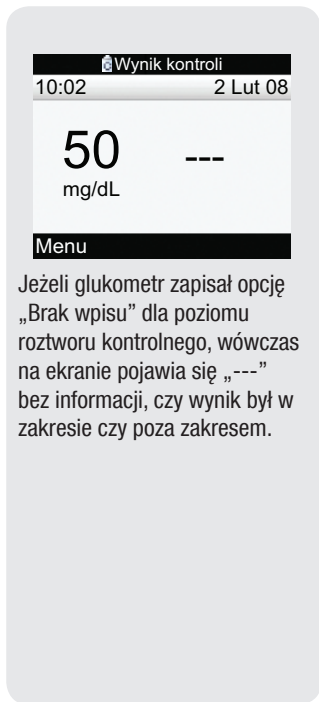 Wynik kontroli
10:02 2 Lut 08
50 ---
mg/dL
Menu
Jeżeli glukometr zapisał opcję
„Brak wpisu” dla poziomu
roztworu kontrolnego, wówczas
na ekranie pojawia się „---”
bez informacji, czy wynik był w
zakresie czy poza zakresem.